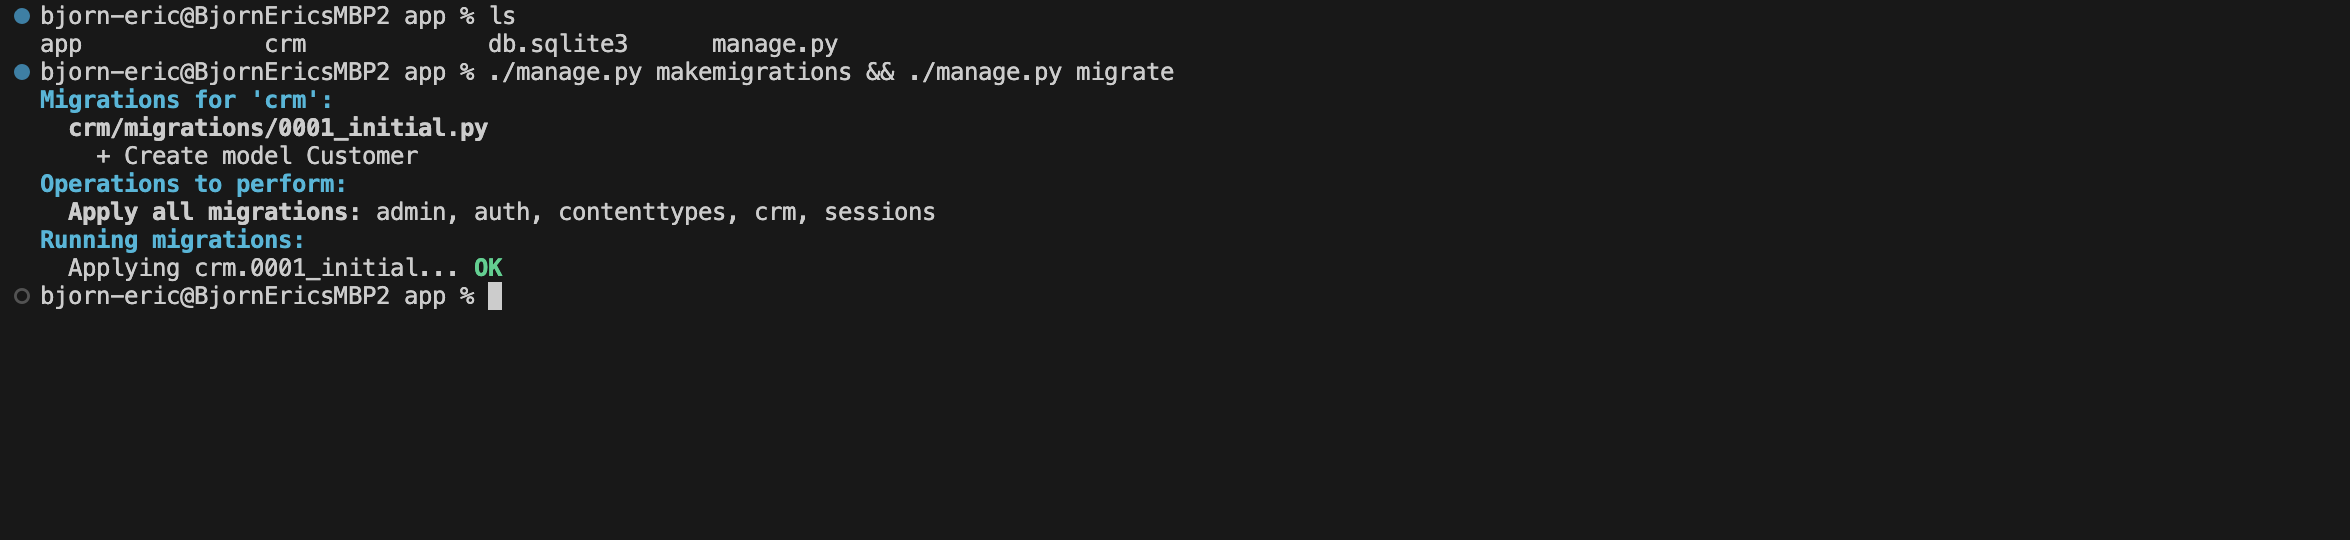 bjorn-eric@BjornEricsMBP2 app % ls
app             crm             db.sqlite3      manage.py
bjorn-eric@BjornEricsMBP2 app % ./manage.py makemigrations && ./manage.py migrate
Migrations for 'crm':
  crm/migrations/0001_initial.py
    + Create model Customer
Operations to perform:
  Apply all migrations: admin, auth, contenttypes, crm, sessions
Running migrations:
  Applying crm.0001_initial... OK
bjorn-eric@BjornEricsMBP2 app %